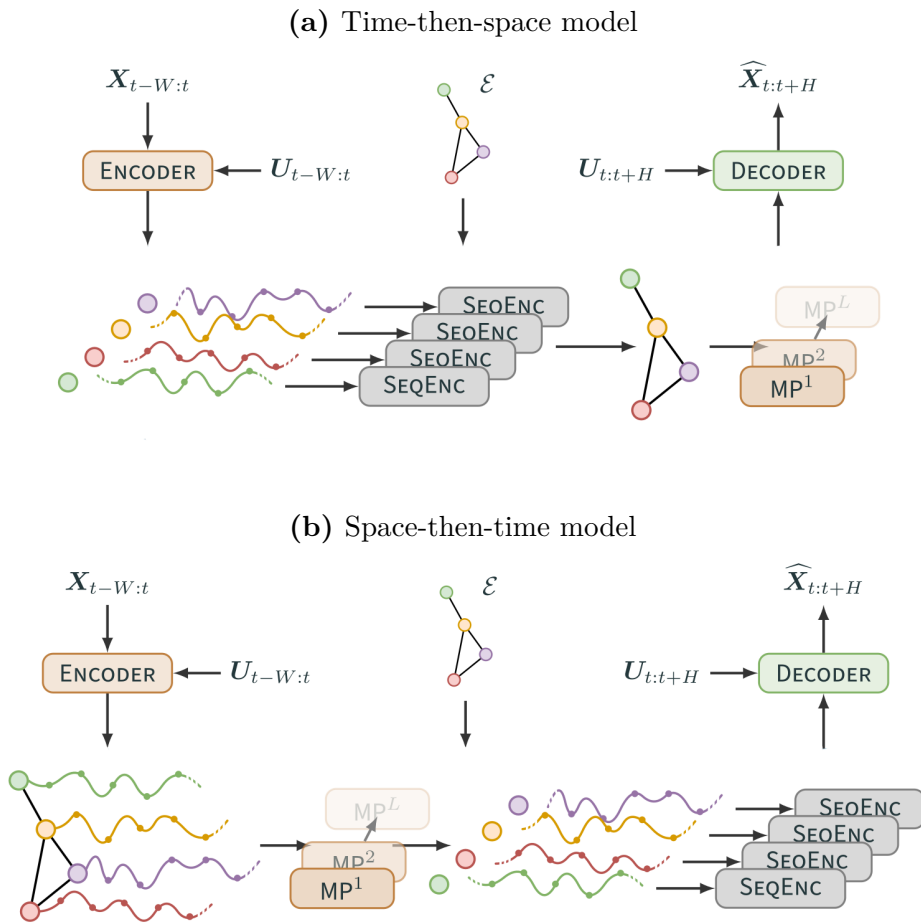 (a) Time-then-space model
X_{t−W:t}
ℰ
X̂_{t:t+H}
ENCODER
U_{t−W:t}
U_{t:t+H}
DECODER
SEQENC
SEQENC
SEQENC
SEQENC
MP^L
MP^2
MP^1
(b) Space-then-time model
X_{t−W:t}
ℰ
X̂_{t:t+H}
ENCODER
U_{t−W:t}
U_{t:t+H}
DECODER
MP^L
MP^2
MP^1
SEQENC
SEQENC
SEQENC
SEQENC